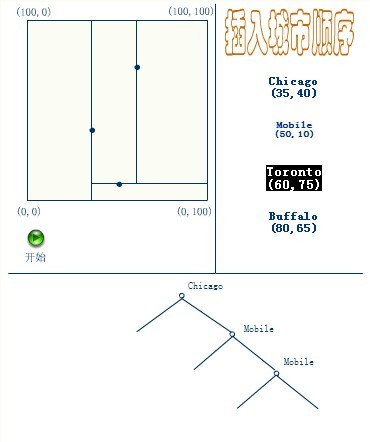 (100, 0)
(100, 100)
插入城市顺序
Chicago
(35, 40)
Mobile
(50, 10)
Toronto
(60, 75)
Buffalo
(80, 65)
(0, 0)
(0, 100)
开始
Chicago
Mobile
Mobile